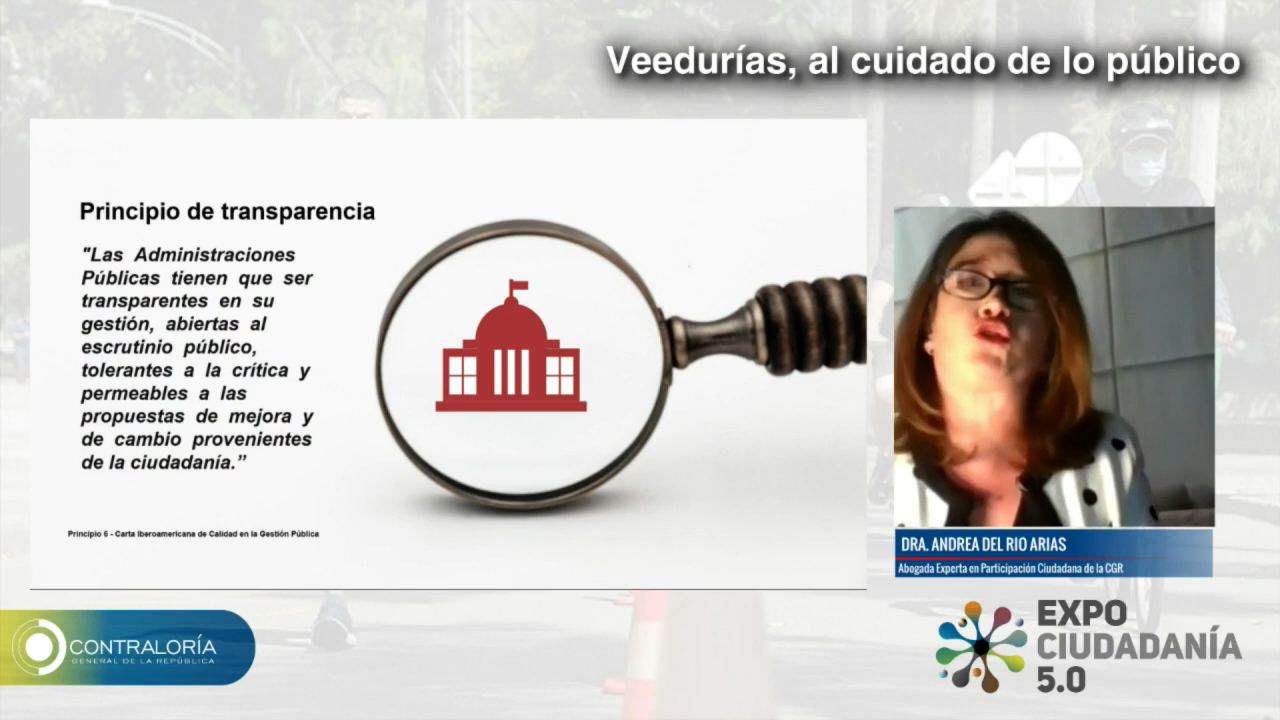 Veedurías, al cuidado de lo público
Principio de transparencia
"Las Administraciones
Públicas tienen que ser
transparentes en su
gestión, abiertas al
escrutinio público,
tolerantes a la crítica y
permeables a las
propuestas de mejora y
de cambio provenientes
de la ciudadanía.”
Principio 6 - Carta Iberoamericana de Calidad en la Gestión Pública
DRA. ANDREA DEL RIO ARIAS
Abogada Experta en Participación Ciudadana de la CGR
CONTRALORÍA
GENERAL DE LA REPÚBLICA
EXPO
CIUDADANÍA
5.0